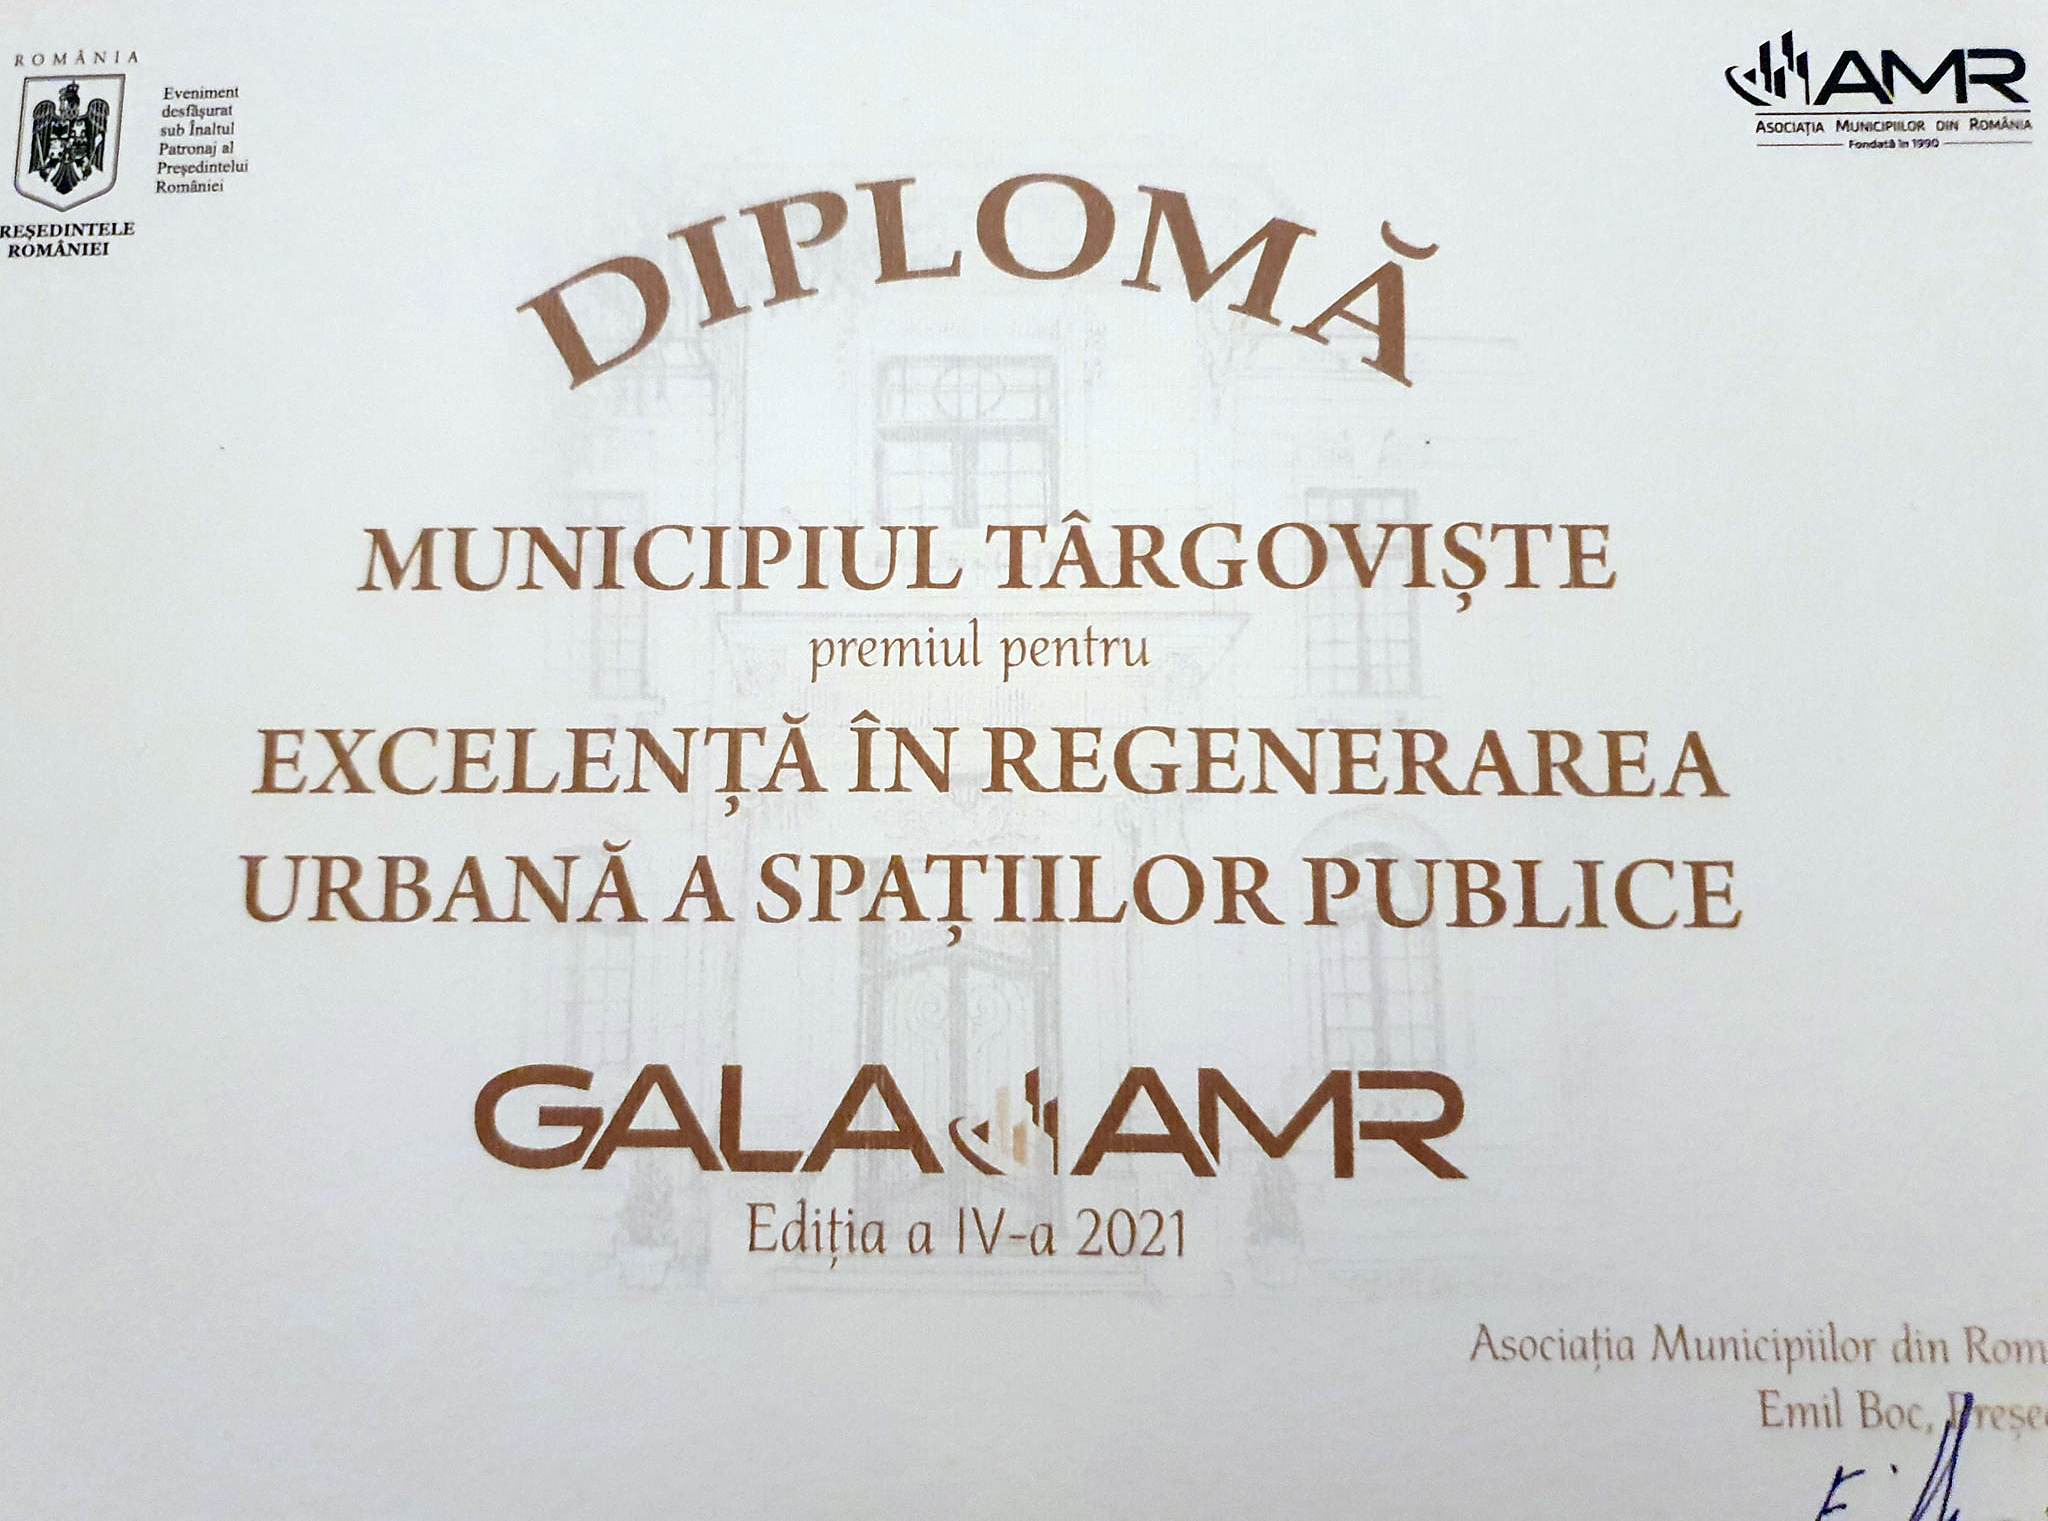 ROMÂNIA
Eveniment
desfășurat
sub Înaltul
Patronaj al
Președintelui
României
REȘEDINTELE
ROMÂNIEI
AMR
ASOCIAȚIA MUNICIPIILOR DIN ROMÂNIA
Fondată în 1990
DIPLOMĂ
MUNICIPIUL TÂRGOVIȘTE
premiul pentru
EXCELENȚĂ ÎN REGENERAREA
URBANĂ A SPAȚIILOR PUBLICE
GALA AMR
Ediția a IV-a 2021
Asociația Municipiilor din Rom
Emil Boc, Preșe